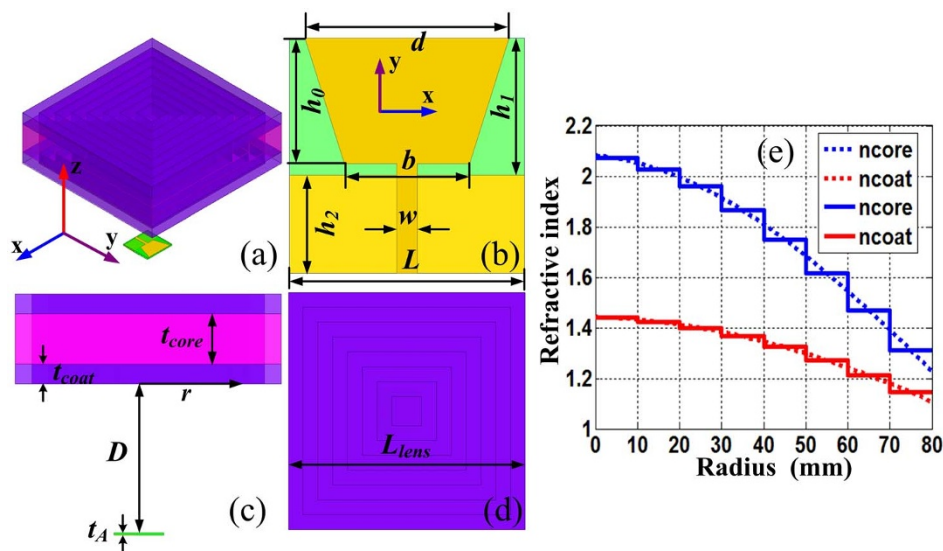 z
x
y
(a)
d
y
x
h0
h1
b
h2
w
L
(b)
tcore
tcoat
r
D
tA
(c)
Llens
(d)
(e)
ncore
ncoat
ncore
ncoat
Refractive index
2.2
2
1.8
1.6
1.4
1.2
1
0 10 20 30 40 50 60 70 80
Radius (mm)